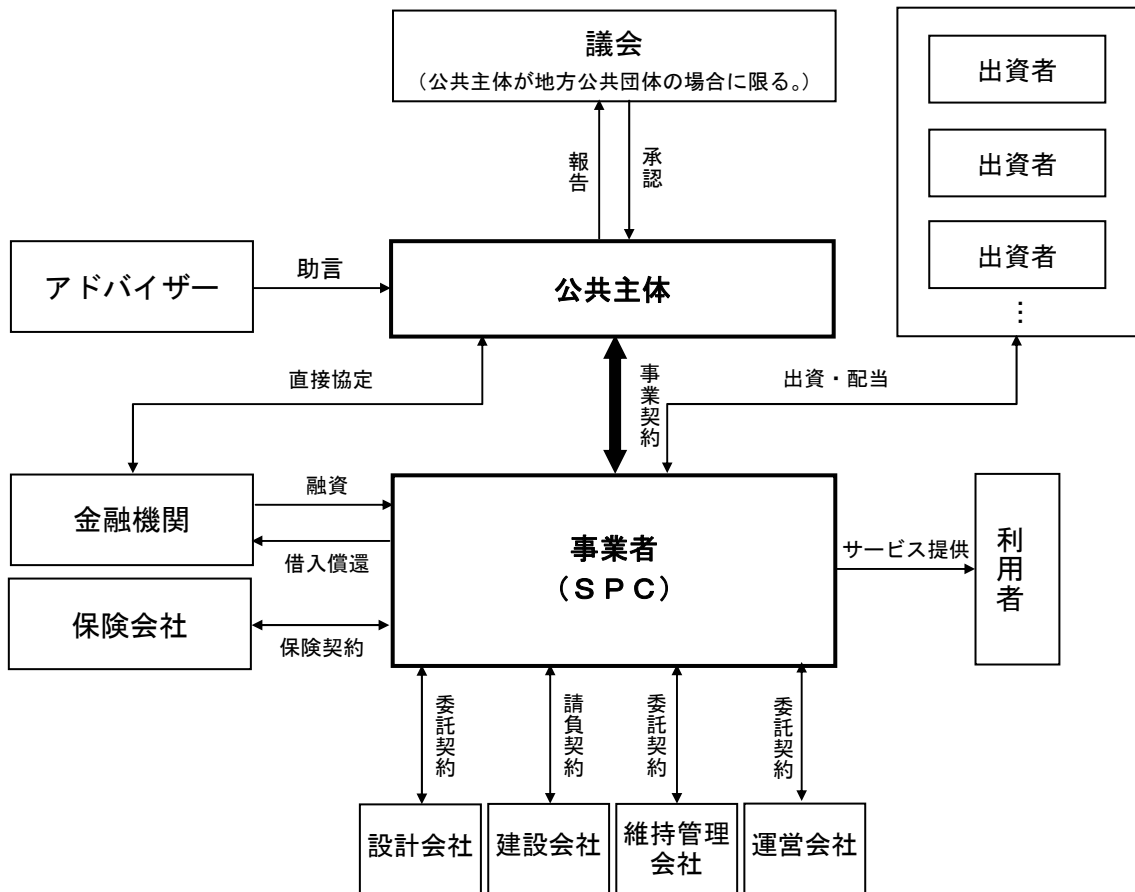 議会
（公共主体が地方公共団体の場合に限る。）
出資者
出資者
出資者
⋮
報告
承認
アドバイザー
助言
公共主体
直接協定
事業契約
出資・配当
金融機関
融資
借入償還
事業者
（ＳＰＣ）
サービス提供
利用者
保険会社
保険契約
委託契約
請負契約
委託契約
委託契約
設計会社
建設会社
維持管理
会社
運営会社